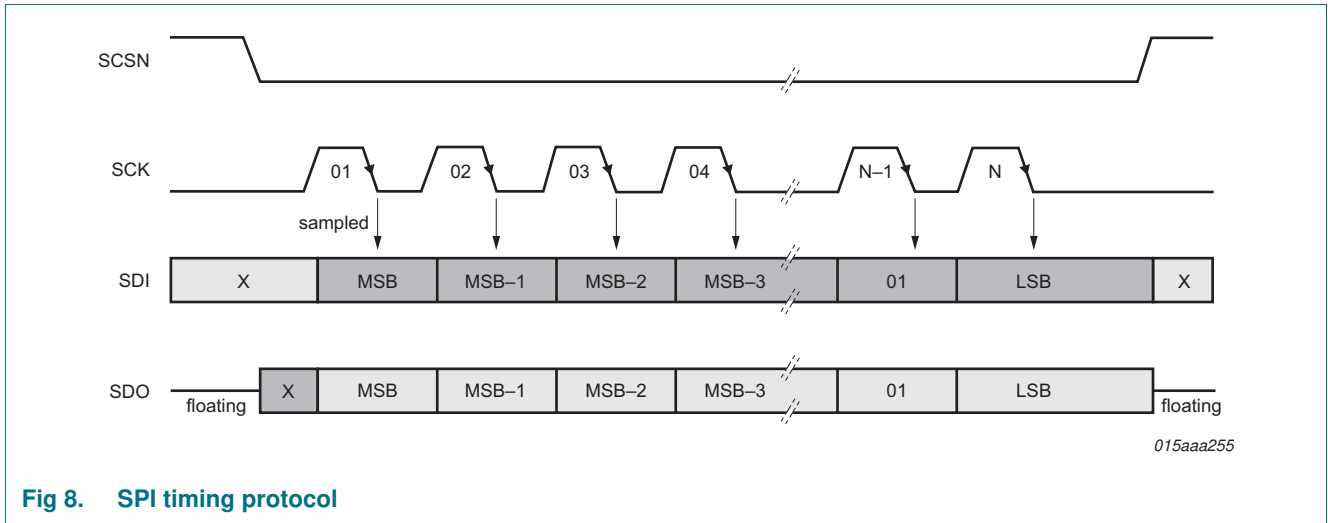 SCSN
SCK
01 02 03 04 N–1 N
sampled
SDI
X MSB MSB–1 MSB–2 MSB–3 01 LSB X
SDO
floating
X MSB MSB–1 MSB–2 MSB–3 01 LSB
floating
015aaa255
Fig 8. SPI timing protocol